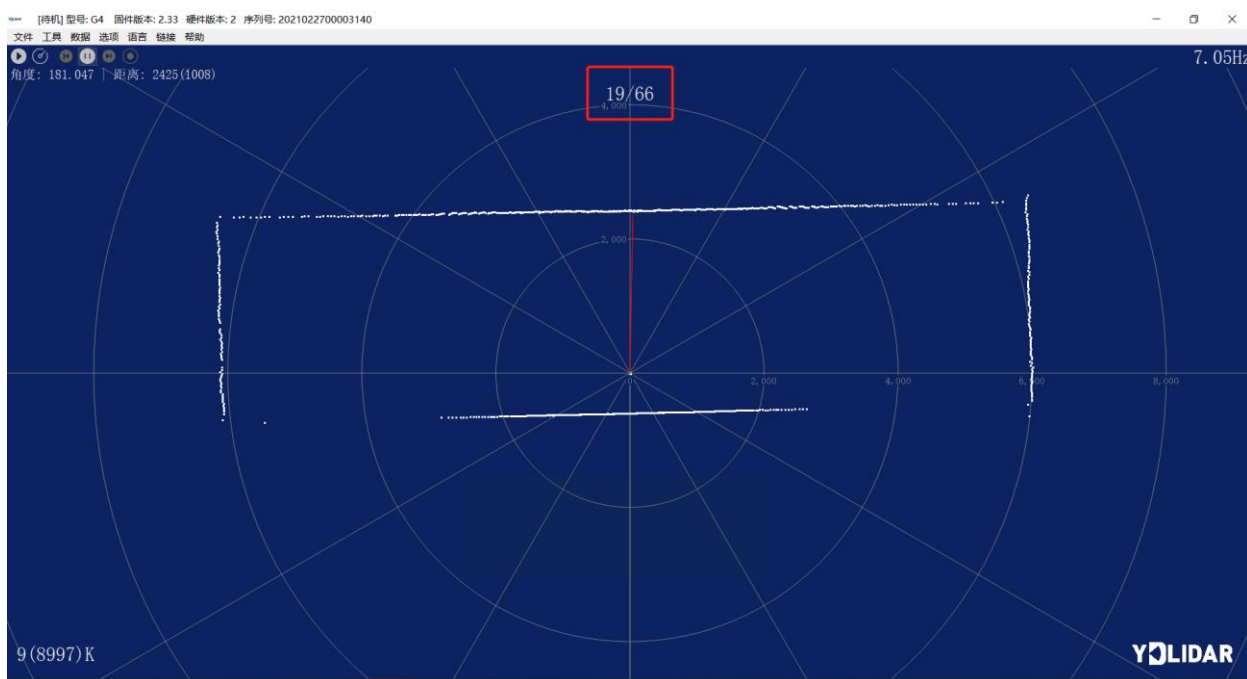 [待机] 型号: G4 固件版本: 2.33 硬件版本: 2 序列号: 2021022700003140
文件 工具 数据 选项 语言 链接 帮助
7.05Hz
角度: 181.047 | 距离: 2425(1008)
19/66
4,000
2,000
0
2,000
4,000
6,000
8,000
9(8997)K
YDLIDAR